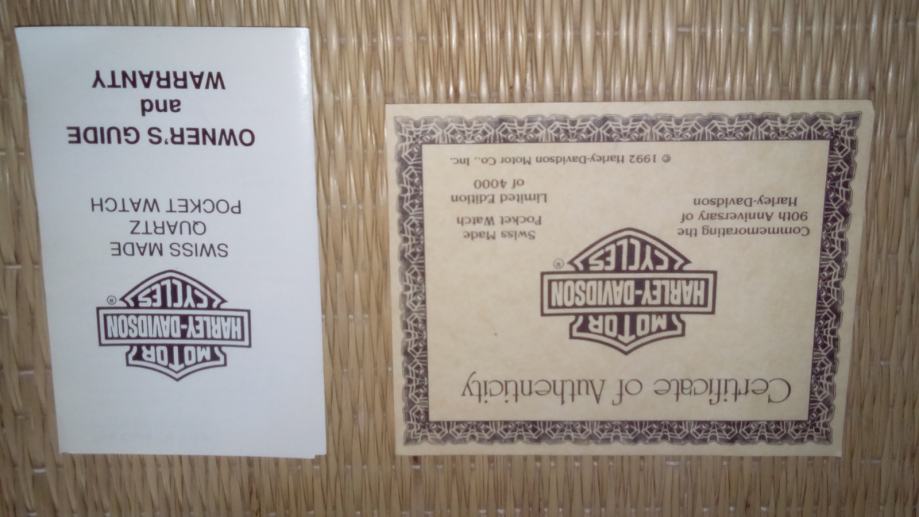 MOTOR
HARLEY-DAVIDSON
CYCLES
®
SWISS MADE
QUARTZ
POCKET WATCH
OWNER'S GUIDE
and
WARRANTY
Certificate of Authenticity
MOTOR
HARLEY-DAVIDSON
CYCLES
®
Commemorating the
90th Anniversary of
Harley-Davidson
Swiss Made
Pocket Watch
Limited Edition
of 4000
© 1992 Harley-Davidson Motor Co., Inc.